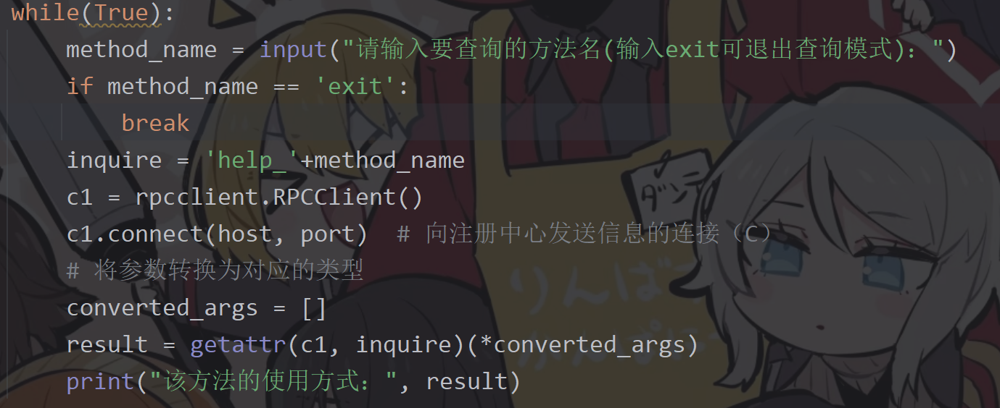 while(True):
method_name = input("请输入要查询的方法名(输入exit可退出查询模式)：")
if method_name == 'exit':
break
inquire = 'help_'+method_name
c1 = rpcclient.RPCClient()
c1.connect(host, port)  # 向注册中心发送信息的连接（C）
# 将参数转换为对应的类型
converted_args = []
result = getattr(c1, inquire)(*converted_args)
print("该方法的使用方式：", result)
ダン